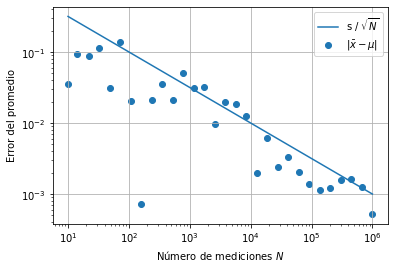 s / √N
|x̄ − μ|
Error del promedio
10⁻¹
10⁻²
10⁻³
10¹
10²
10³
10⁴
10⁵
10⁶
Número de mediciones N